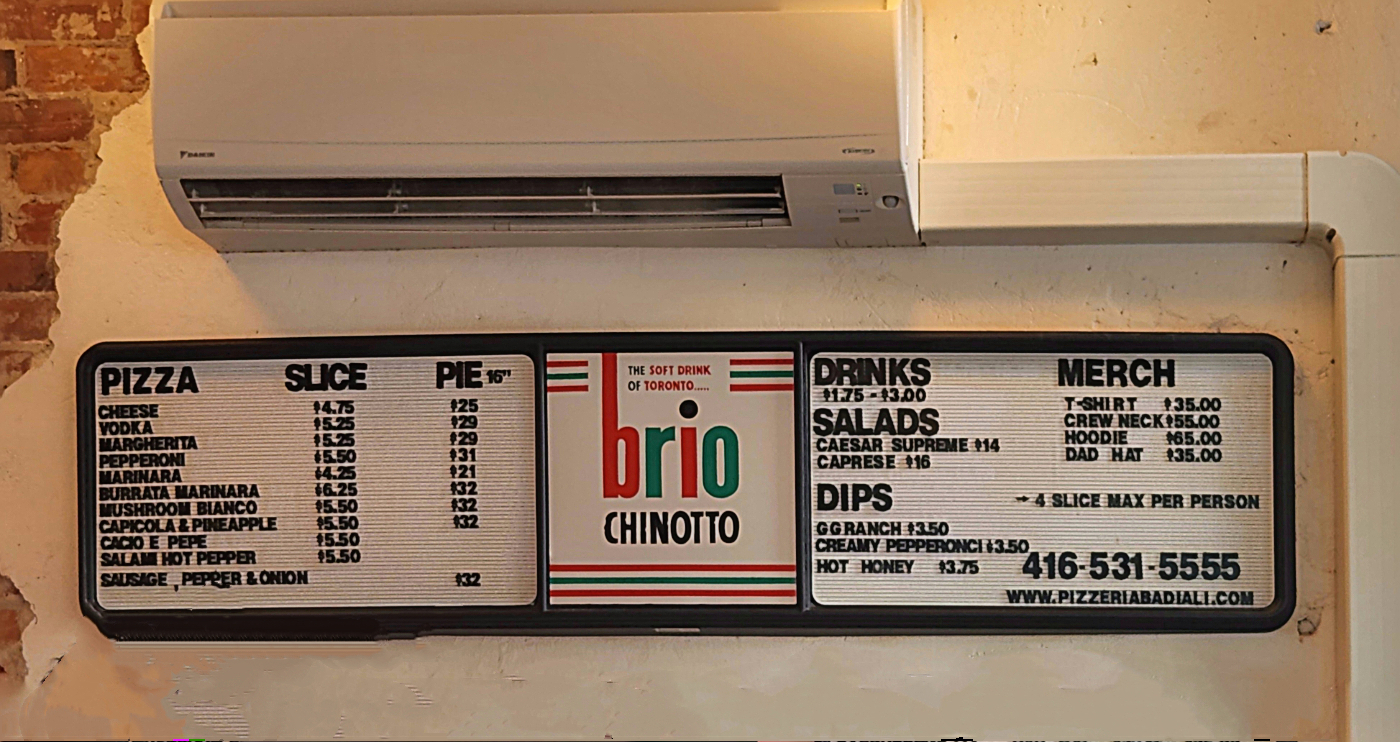 DAIKIN
PIZZA SLICE PIE 16"
CHEESE $4.75 $25
VODKA $5.25 $29
MARGHERITA $5.25 $29
PEPPERONI $5.50 $31
MARINARA $4.25 $21
BURRATA MARINARA $6.25 $32
MUSHROOM BIANCO $5.50 $32
CAPICOLA & PINEAPPLE $5.50 $32
CACIO E PEPE $5.50
SALAMI HOT PEPPER $5.50
SAUSAGE , PEPPER & ONION $32
THE SOFT DRINK
OF TORONTO.....
brio
CHINOTTO
DRINKS
$1.75 - $3.00
SALADS
CAESAR SUPREME $14
CAPRESE $16
DIPS
GG RANCH $3.50
CREAMY PEPPERONCI $3.50
HOT HONEY $3.75
MERCH
T-SHIRT $35.00
CREW NECK $55.00
HOODIE $65.00
DAD HAT $35.00
→ 4 SLICE MAX PER PERSON
416-531-5555
WWW.PIZZERIABADIALI.COM